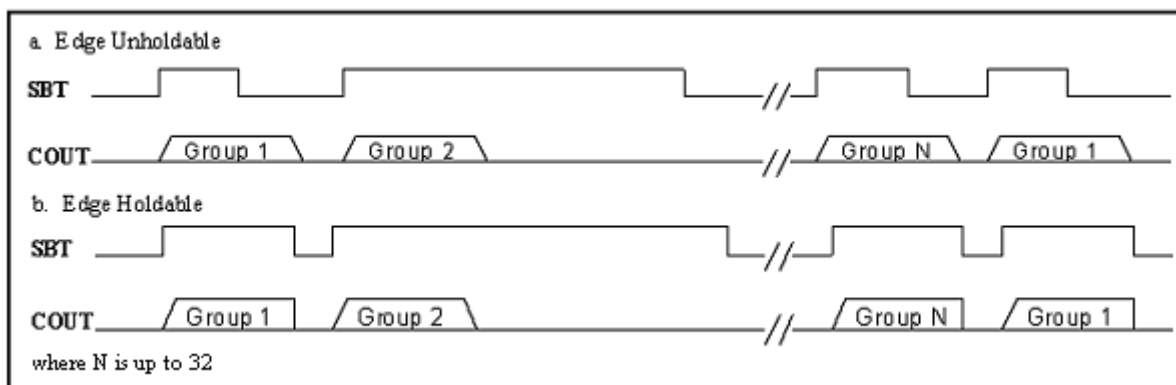 a. Edge Unholdable
SBT
COUT Group 1 Group 2 Group N Group 1
b. Edge Holdable
SBT
COUT Group 1 Group 2 Group N Group 1
where N is up to 32